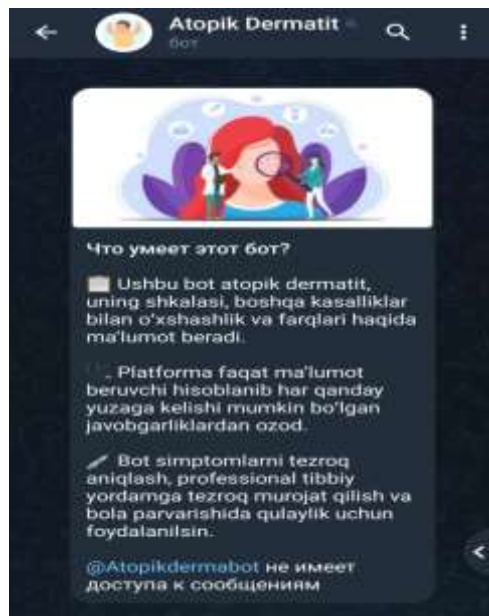 Atopik Dermatit
бот
Что умеет этот бот?
Ushbu bot atopik dermatit,
uning shkalasi, boshqa kasalliklar
bilan o'xshashlik va farqlari haqida
ma'lumot beradi.
Platforma faqat ma'lumot
beruvchi hisoblanib har qanday
yuzaga kelishi mumkin bo'lgan
javobgarliklardan ozod.
Bot simptomlarni tezroq
aniqlash, professional tibbiy
yordamga tezroq murojat qilish va
bola parvarishida qulaylik uchun
foydalanilsin.
@Atopikdermabot не имеет
доступа к сообщениям